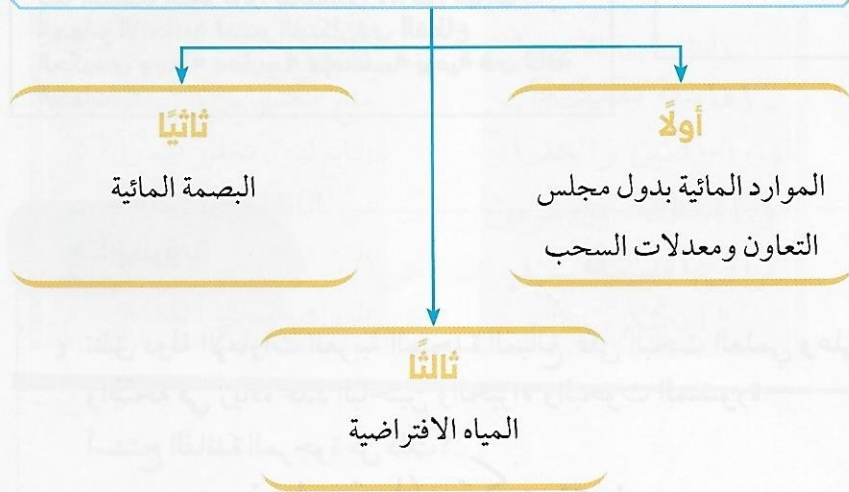 أولًا
الموارد المائية بدول مجلس
التعاون ومعدلات السحب
ثانيًا
البصمة المائية
ثالثًا
المياه الافتراضية